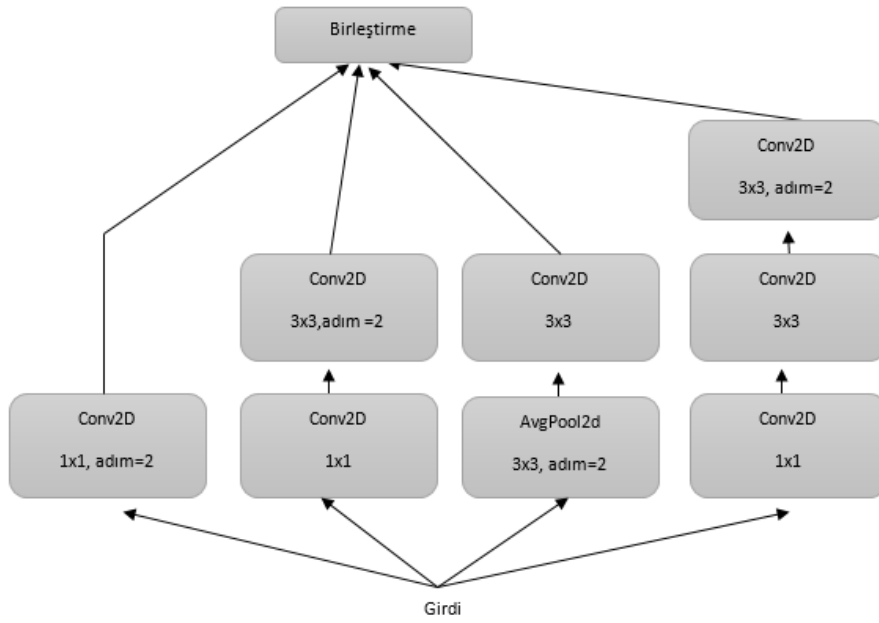 Birleştirme
Conv2D
3x3, adım=2
Conv2D
3x3,adım =2
Conv2D
3x3
Conv2D
3x3
Conv2D
1x1, adım=2
Conv2D
1x1
AvgPool2d
3x3, adım=2
Conv2D
1x1
Girdi